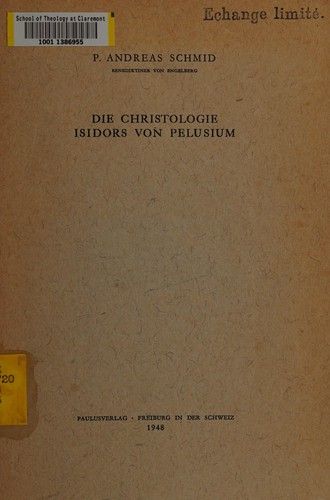 School of Theology at Claremont
1001 1386955
Echange limité.
P. ANDREAS SCHMID
BENEDIKTINER VON ENGELBERG
DIE CHRISTOLOGIE
ISIDORS VON PELUSIUM
720
PAULUSVERLAG - FREIBURG IN DER SCHWEIZ
1948